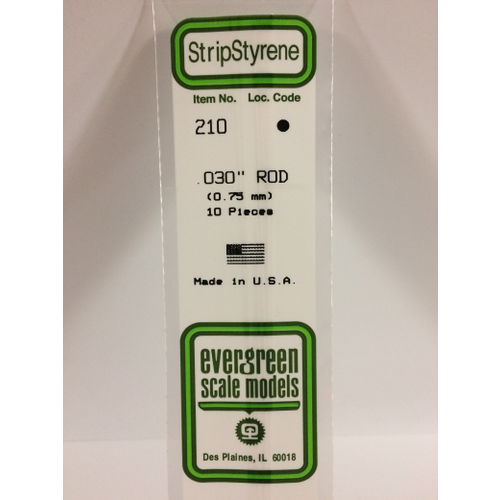 StripStyrene
Item No. Loc. Code
210 ●
.030" ROD
(0.75 mm)
10 Pieces
Made in U.S.A.
evergreen
scale models
Des Plaines, IL 60018